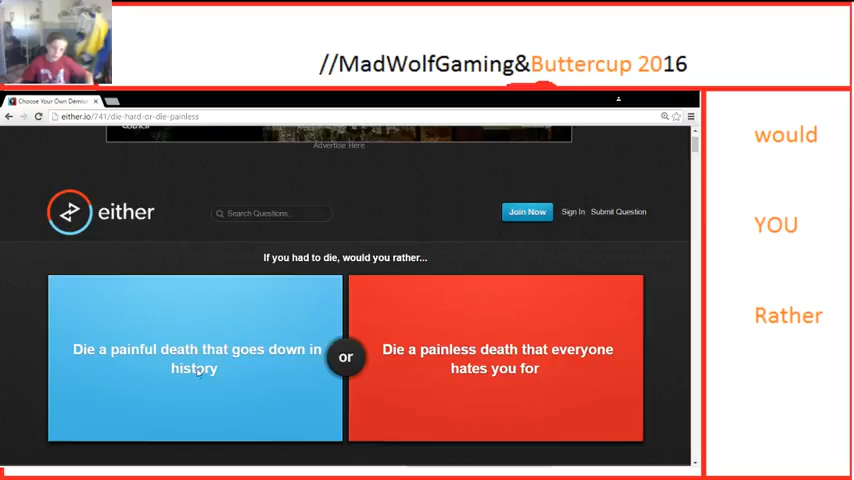 //MadWolfGaming&Buttercup 2016
Choose Your Own Demis
either.io/741/die-hard-or-die-painless
council
Advertise Here
either
Search Questions...
Join Now
Sign In
Submit Question
If you had to die, would you rather...
Die a painful death that goes down in
history
or
Die a painless death that everyone
hates you for
would
YOU
Rather